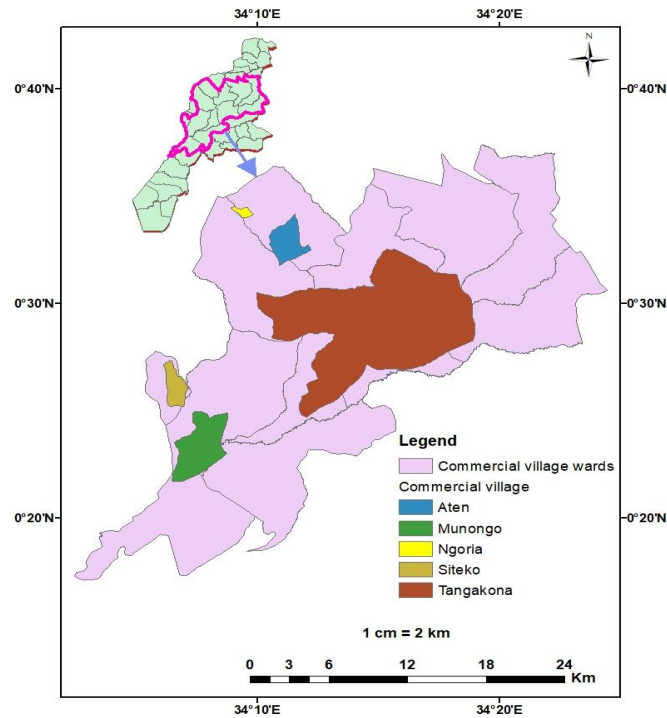 34°10'E 34°20'E
N
0°40'N 0°40'N
0°30'N 0°30'N
0°20'N 0°20'N
Legend
Commercial village wards
Commercial village
Aten
Munongo
Ngoria
Siteko
Tangakona
1 cm = 2 km
0 3 6 12 18 24
Km
34°10'E 34°20'E